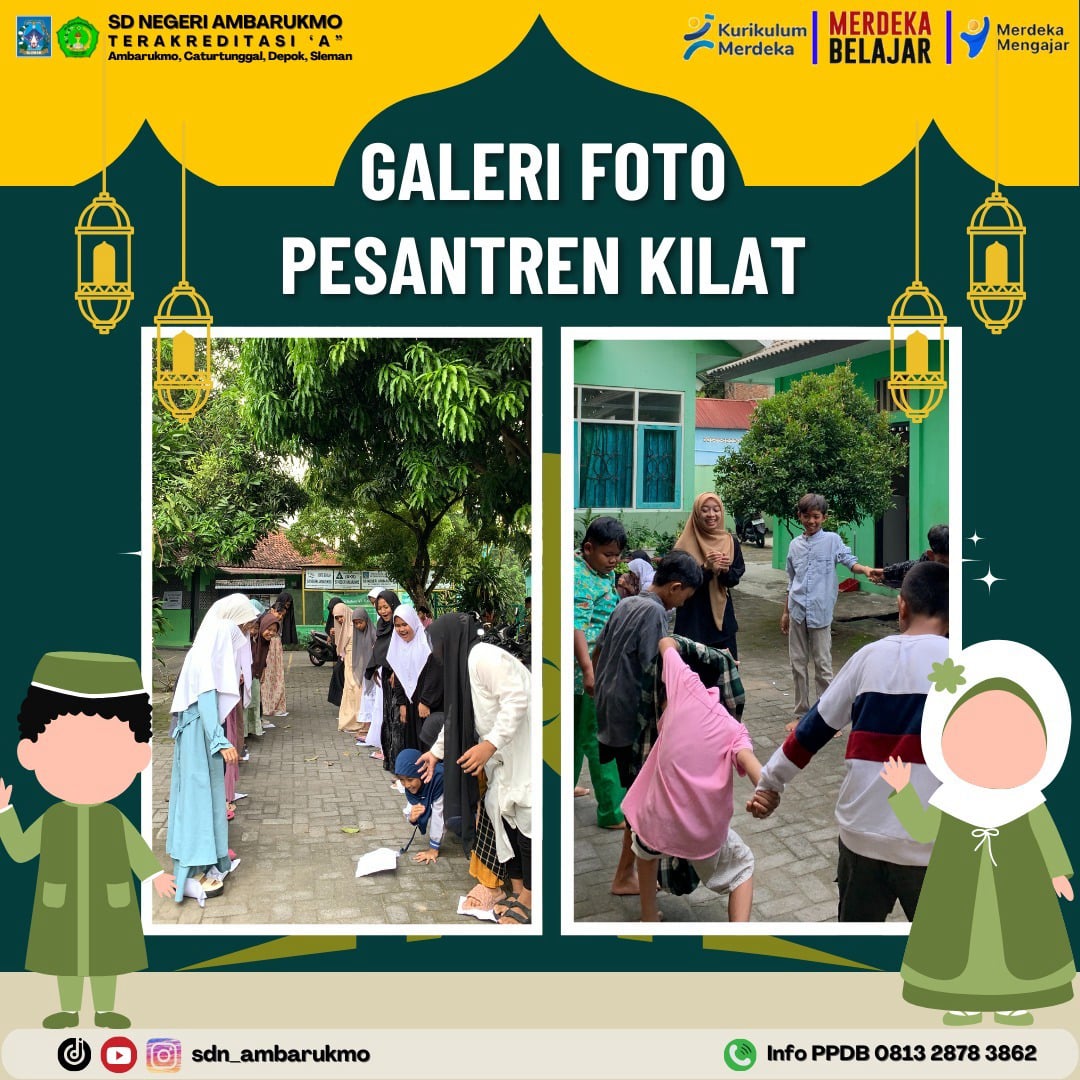 SD NEGERI AMBARUKMO
TERAKREDITASI ‘A”
Ambarukmo, Caturtunggal, Depok, Sleman
Kurikulum
Merdeka
MERDEKA
BELAJAR
Merdeka
Mengajar
GALERI FOTO
PESANTREN KILAT
sdn_ambarukmo
Info PPDB 0813 2878 3862